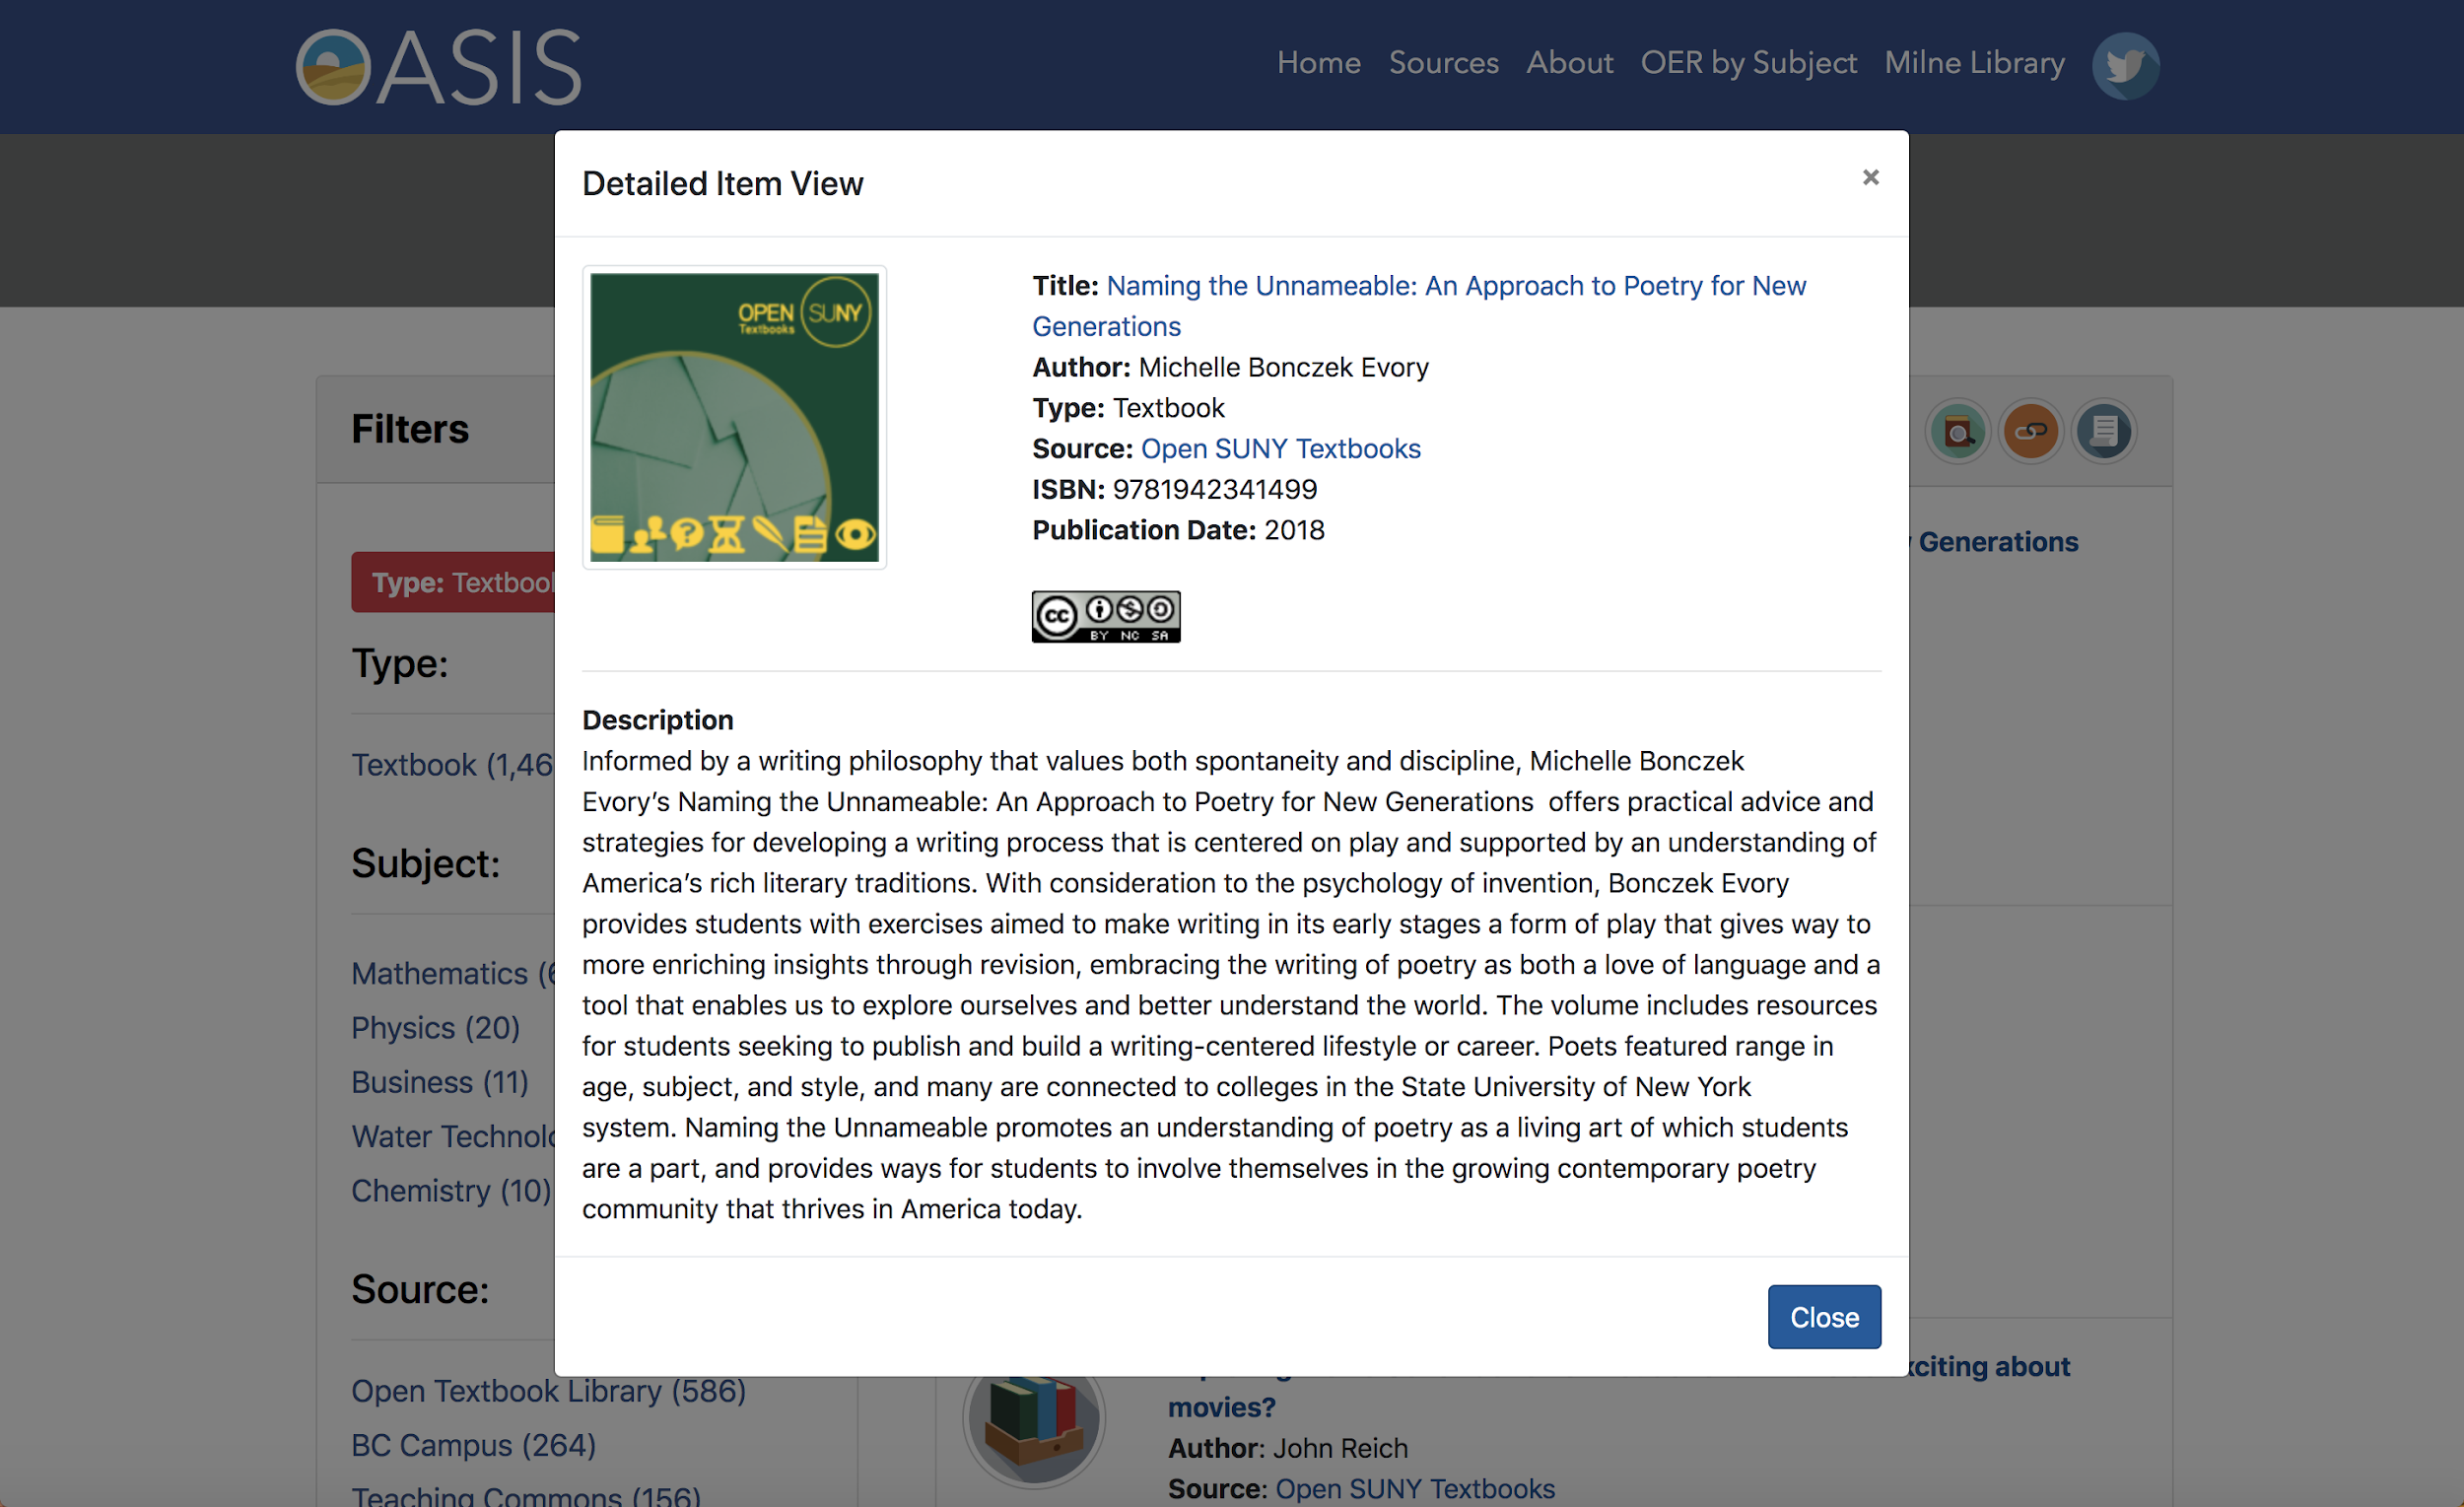 OASIS
Home Sources About OER by Subject Milne Library
Detailed Item View
×
OPEN SUNY
Textbooks
Title: Naming the Unnameable: An Approach to Poetry for New
Generations
Author: Michelle Bonczek Evory
Type: Textbook
Source: Open SUNY Textbooks
ISBN: 9781942341499
Publication Date: 2018
CC BY NC SA
Description
Informed by a writing philosophy that values both spontaneity and discipline, Michelle Bonczek
Evory’s Naming the Unnameable: An Approach to Poetry for New Generations  offers practical advice and
strategies for developing a writing process that is centered on play and supported by an understanding of
America’s rich literary traditions. With consideration to the psychology of invention, Bonczek Evory
provides students with exercises aimed to make writing in its early stages a form of play that gives way to
more enriching insights through revision, embracing the writing of poetry as both a love of language and a
tool that enables us to explore ourselves and better understand the world. The volume includes resources
for students seeking to publish and build a writing-centered lifestyle or career. Poets featured range in
age, subject, and style, and many are connected to colleges in the State University of New York
system. Naming the Unnameable promotes an understanding of poetry as a living art of which students
are a part, and provides ways for students to involve themselves in the growing contemporary poetry
community that thrives in America today.
Close
Filters
Type:
Type:
Textbook (1,46
Subject:
Mathematics
Physics (20)
Business (11)
Water
Chemistry (10)
Source:
Open Textbook Library (586)
BC Campus (264)
Teaching Commons (156)
Generations
about
movies?
Author: John Reich
Source: Open SUNY Textbooks